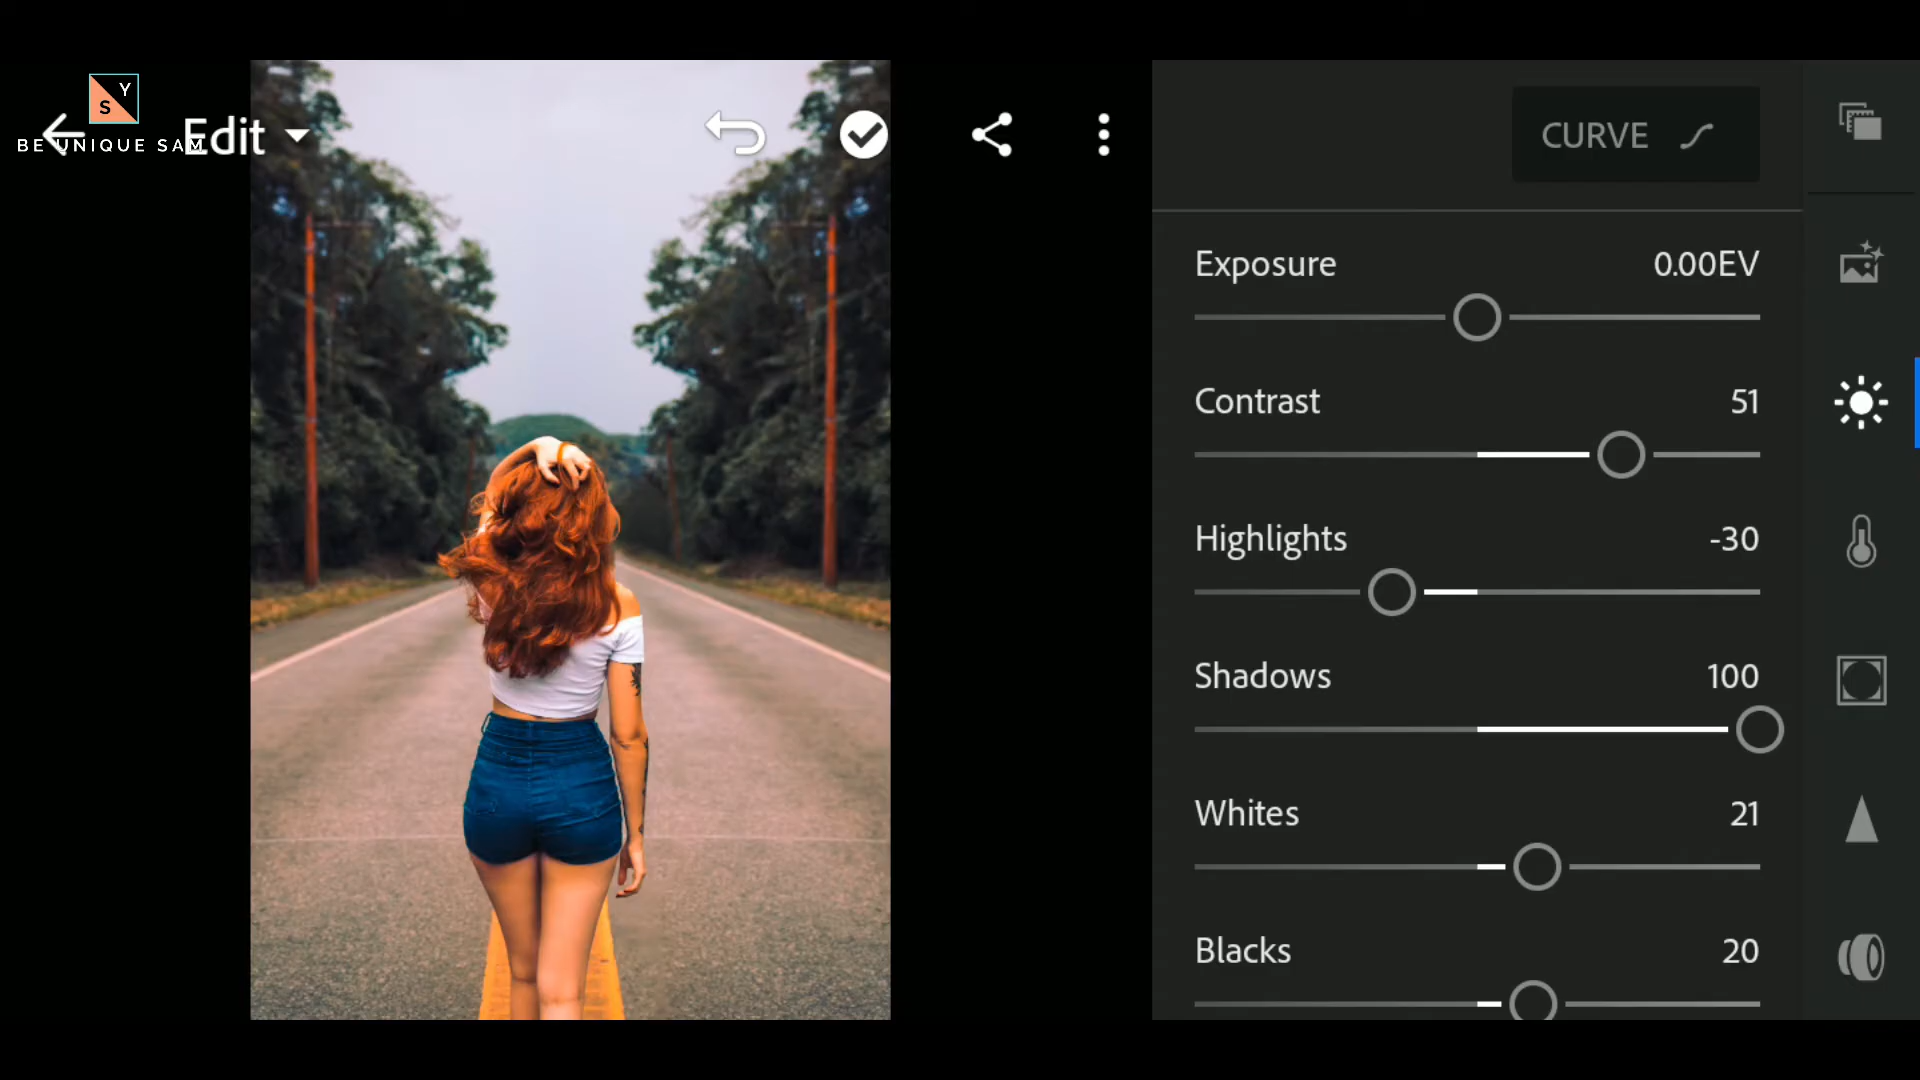 S Y
BE UNIQUE SAM
Edit
CURVE
Exposure 0.00EV
Contrast 51
Highlights -30
Shadows 100
Whites 21
Blacks 20